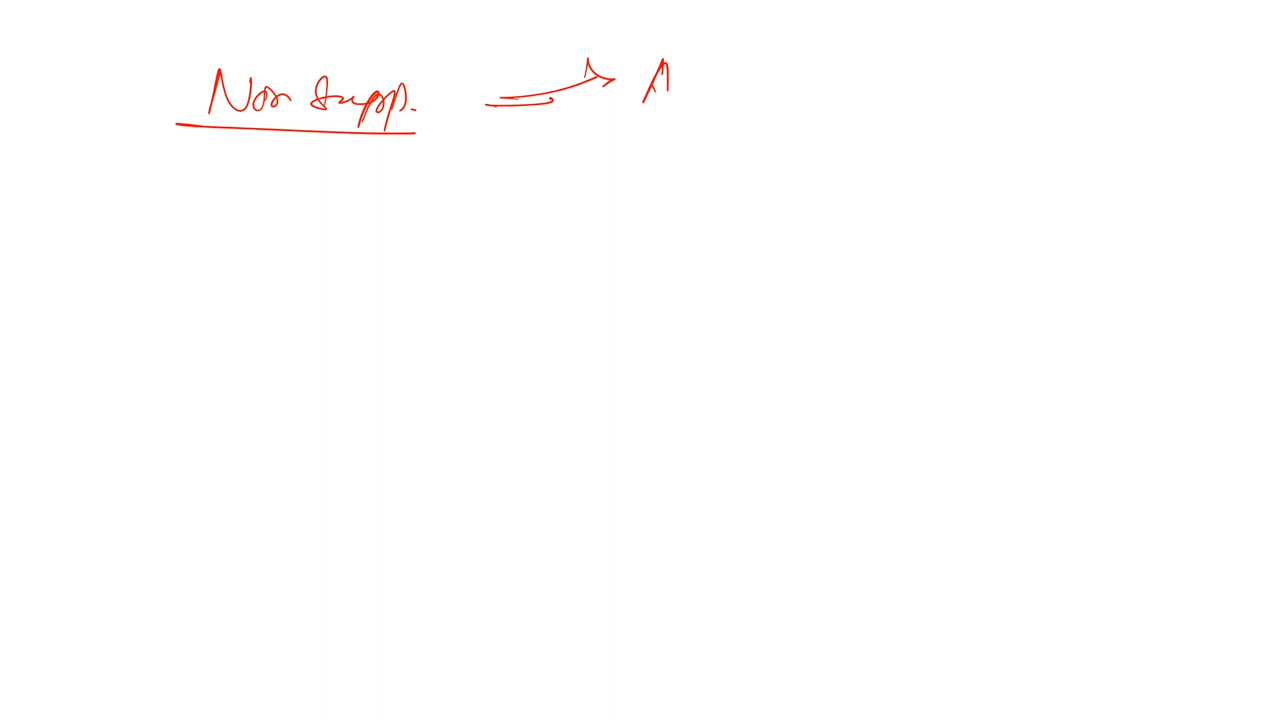 Non Supp. → A